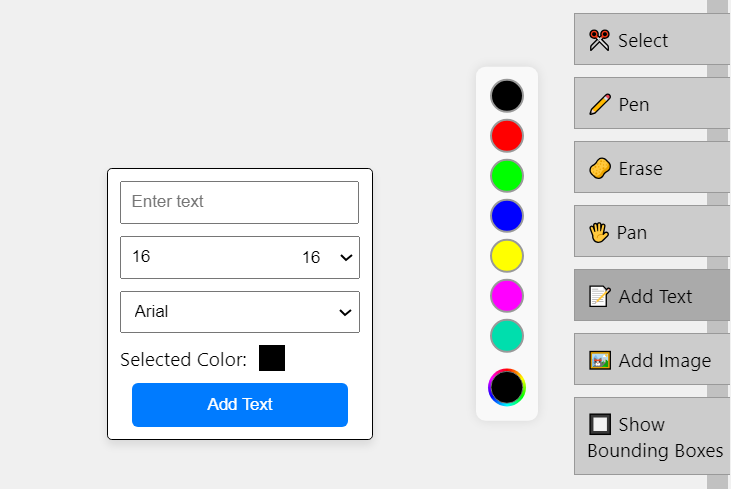 Enter text
16 16
Arial
Selected Color:
Add Text
Select
Pen
Erase
Pan
Add Text
Add Image
Show
Bounding Boxes